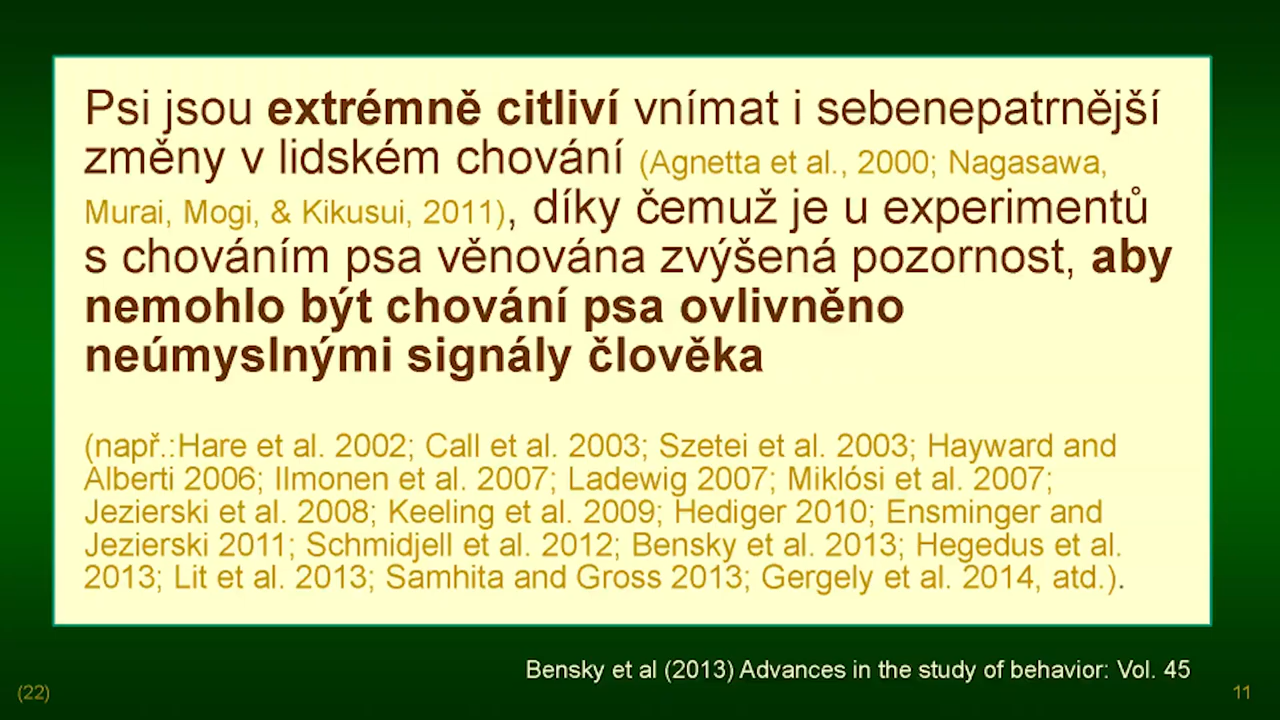 Psi jsou extrémně citliví vnímat i sebenepatrnější
změny v lidském chování (Agnetta et al., 2000; Nagasawa,
Murai, Mogi, & Kikusui, 2011), díky čemuž je u experimentů
s chováním psa věnována zvýšená pozornost, aby
nemohlo být chování psa ovlivněno
neúmyslnými signály člověka
(např.:Hare et al. 2002; Call et al. 2003; Szetei et al. 2003; Hayward and
Alberti 2006; Ilmonen et al. 2007; Ladewig 2007; Miklósi et al. 2007;
Jezierski et al. 2008; Keeling et al. 2009; Hediger 2010; Ensminger and
Jezierski 2011; Schmidjell et al. 2012; Bensky et al. 2013; Hegedus et al.
2013; Lit et al. 2013; Samhita and Gross 2013; Gergely et al. 2014, atd.).
Bensky et al (2013) Advances in the study of behavior: Vol. 45
(22)
11